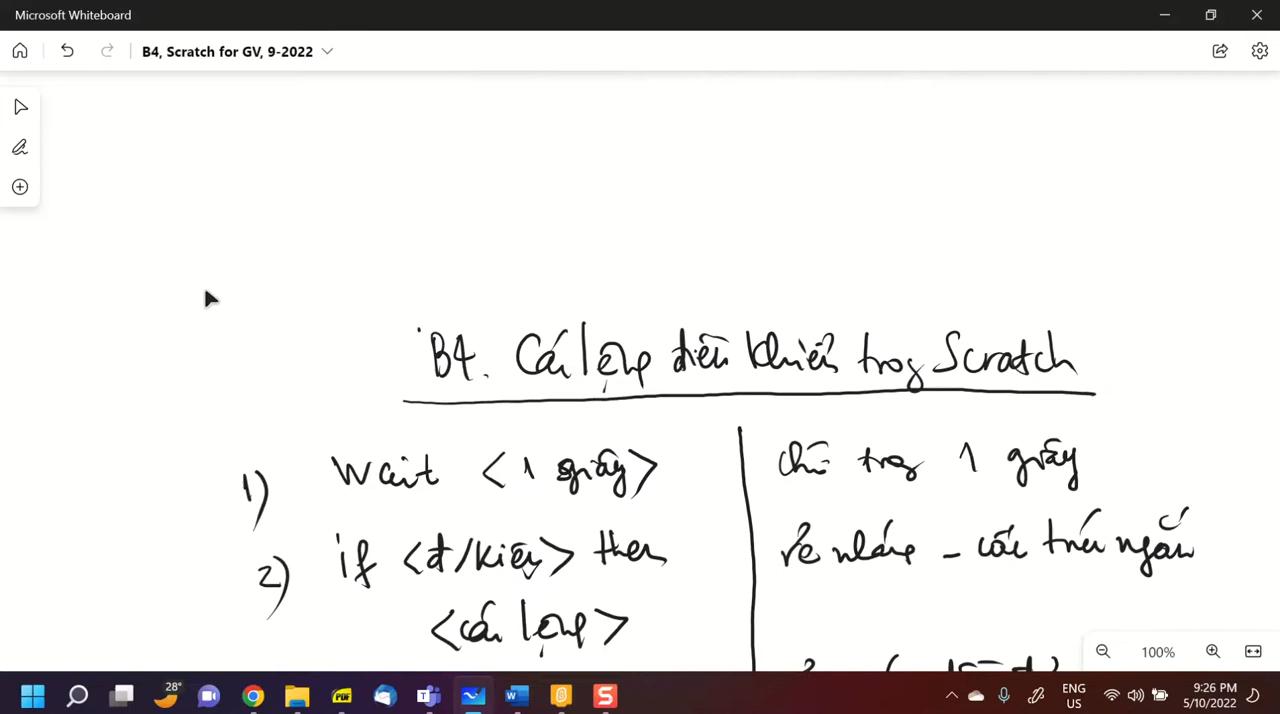 Microsoft Whiteboard
B4, Scratch for GV, 9-2022
B4. Các lệnh điều khiển trong Scratch
1) Wait <1 giây> chờ trong 1 giây
2) if <đ/kiện> then rẽ nhánh - cấu trúc ngắn
<các lệnh>
100%
28°
ENG
US
9:26 PM
5/10/2022